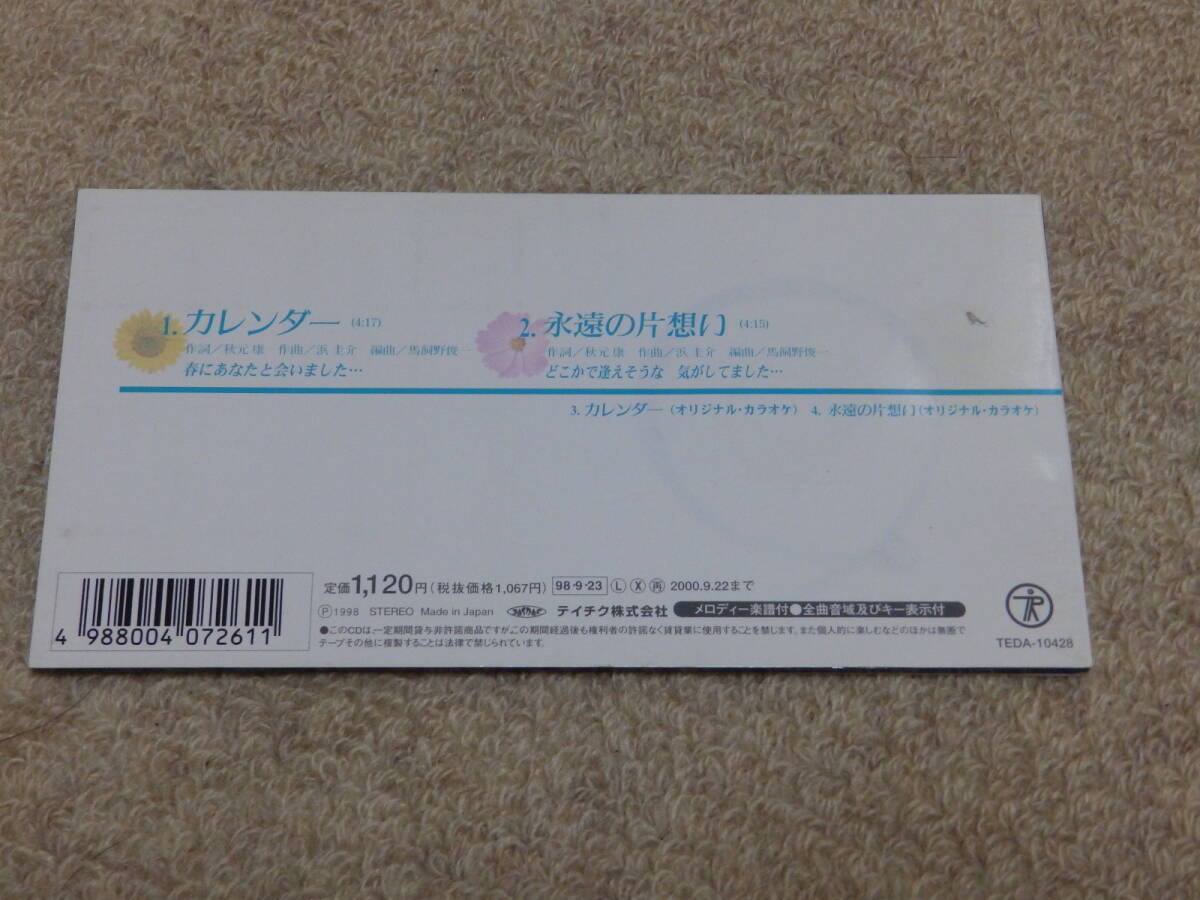 1. カレンダー (4:17)
作詞／秋元 康　作曲／浜 圭介　編曲／馬飼野俊一
春にあなたと会いました…
2. 永遠の片想い (4:15)
作詞／秋元 康　作曲／浜 圭介　編曲／馬飼野俊一
どこかで逢えそうな　気がしてました…
3. カレンダー（オリジナル・カラオケ） 4. 永遠の片想い（オリジナル・カラオケ）
定価1,120円(税抜価格1,067円) 98・9・23 Ⓛ Ⓧ ㊢ 2000.9.22まで
Ⓟ1998 STEREO Made in Japan テイチク株式会社 メロディー楽譜付●全曲音域及びキー表示付
●このCDは、一定期間貸与非許諾商品ですが、この期間経過後も権利者の許諾なく賃貸業に使用することを禁じます。また個人的に楽しむなどのほかは無断で
テープその他に複製することは法律で禁じられています。
4 988004 072611
TEDA-10428